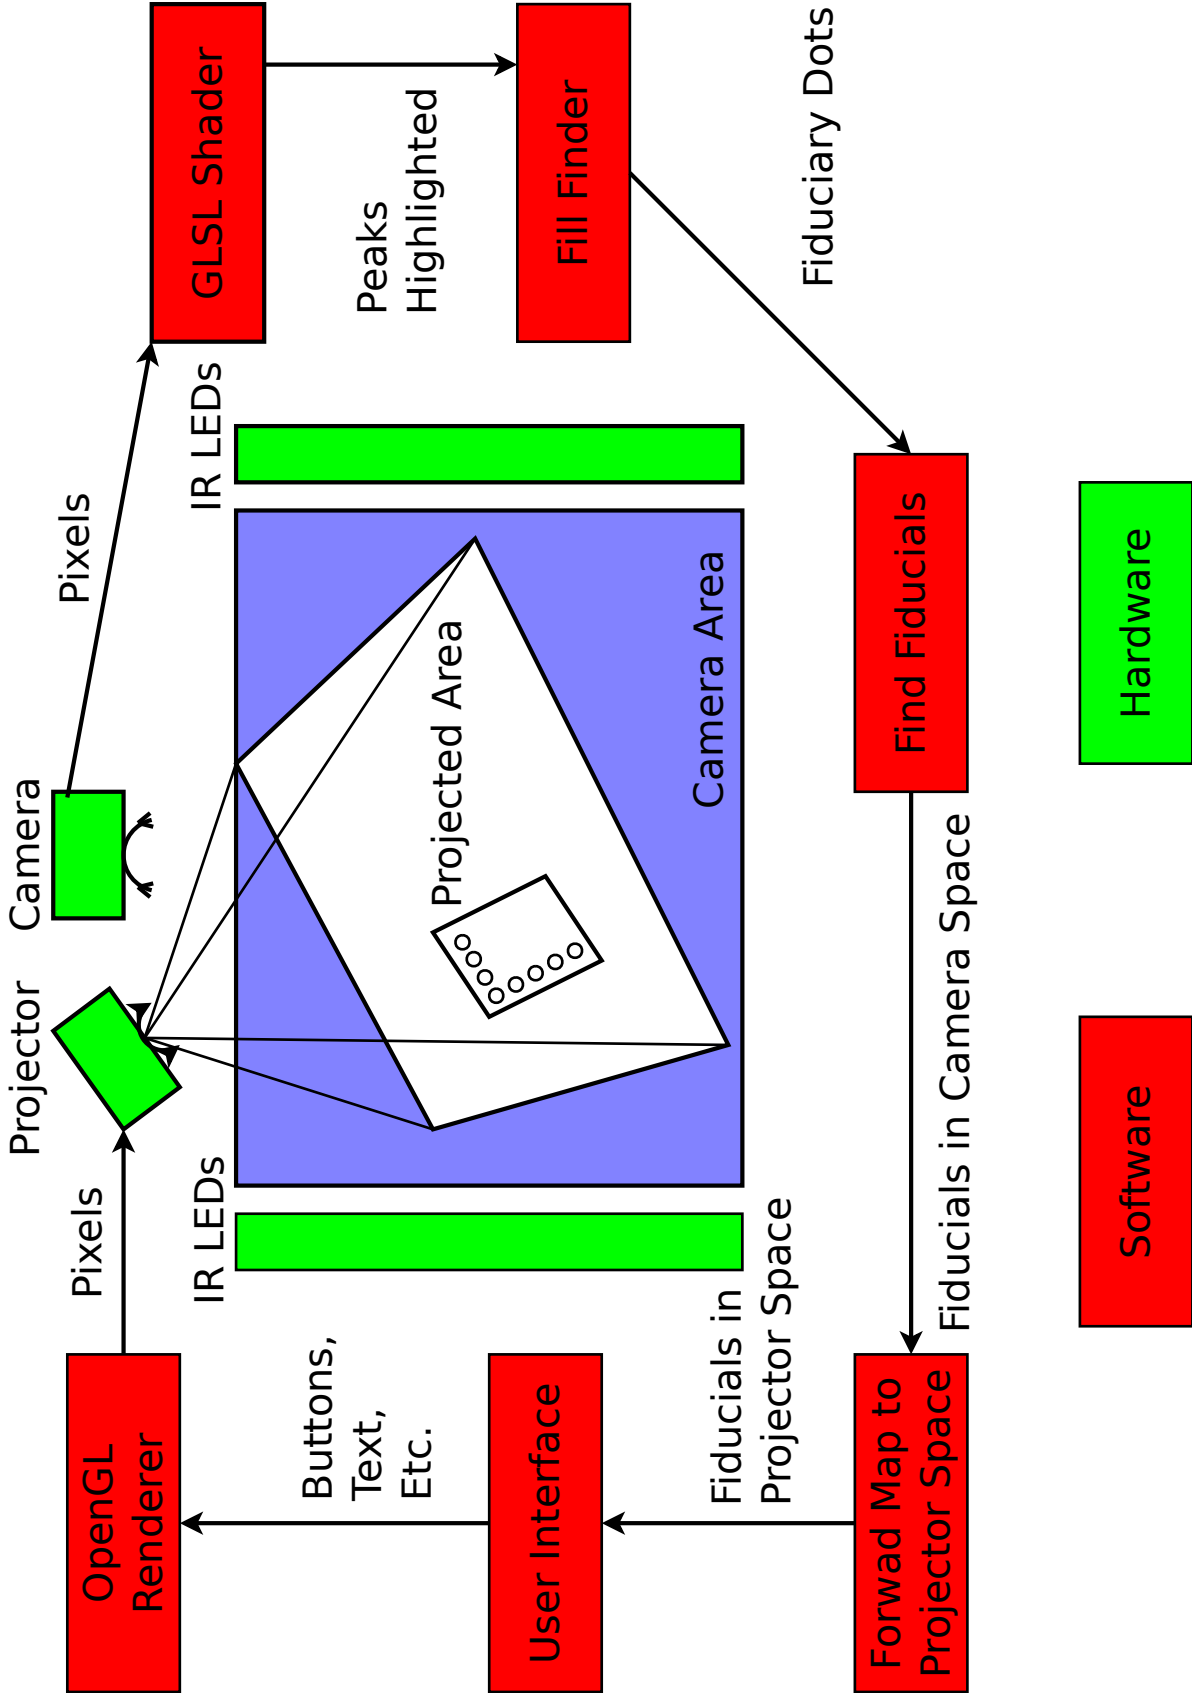 Projector
Camera
OpenGL
Renderer
Pixels
Pixels
GLSL Shader
IR LEDs
IR LEDs
Buttons,
Text,
Etc.
Peaks
Highlighted
Projected Area
User Interface
Fill Finder
Camera Area
Fiducials in
Projector Space
Fiduciary Dots
Forwad Map to
Projector Space
Find Fiducials
Fiducials in Camera Space
Software
Hardware